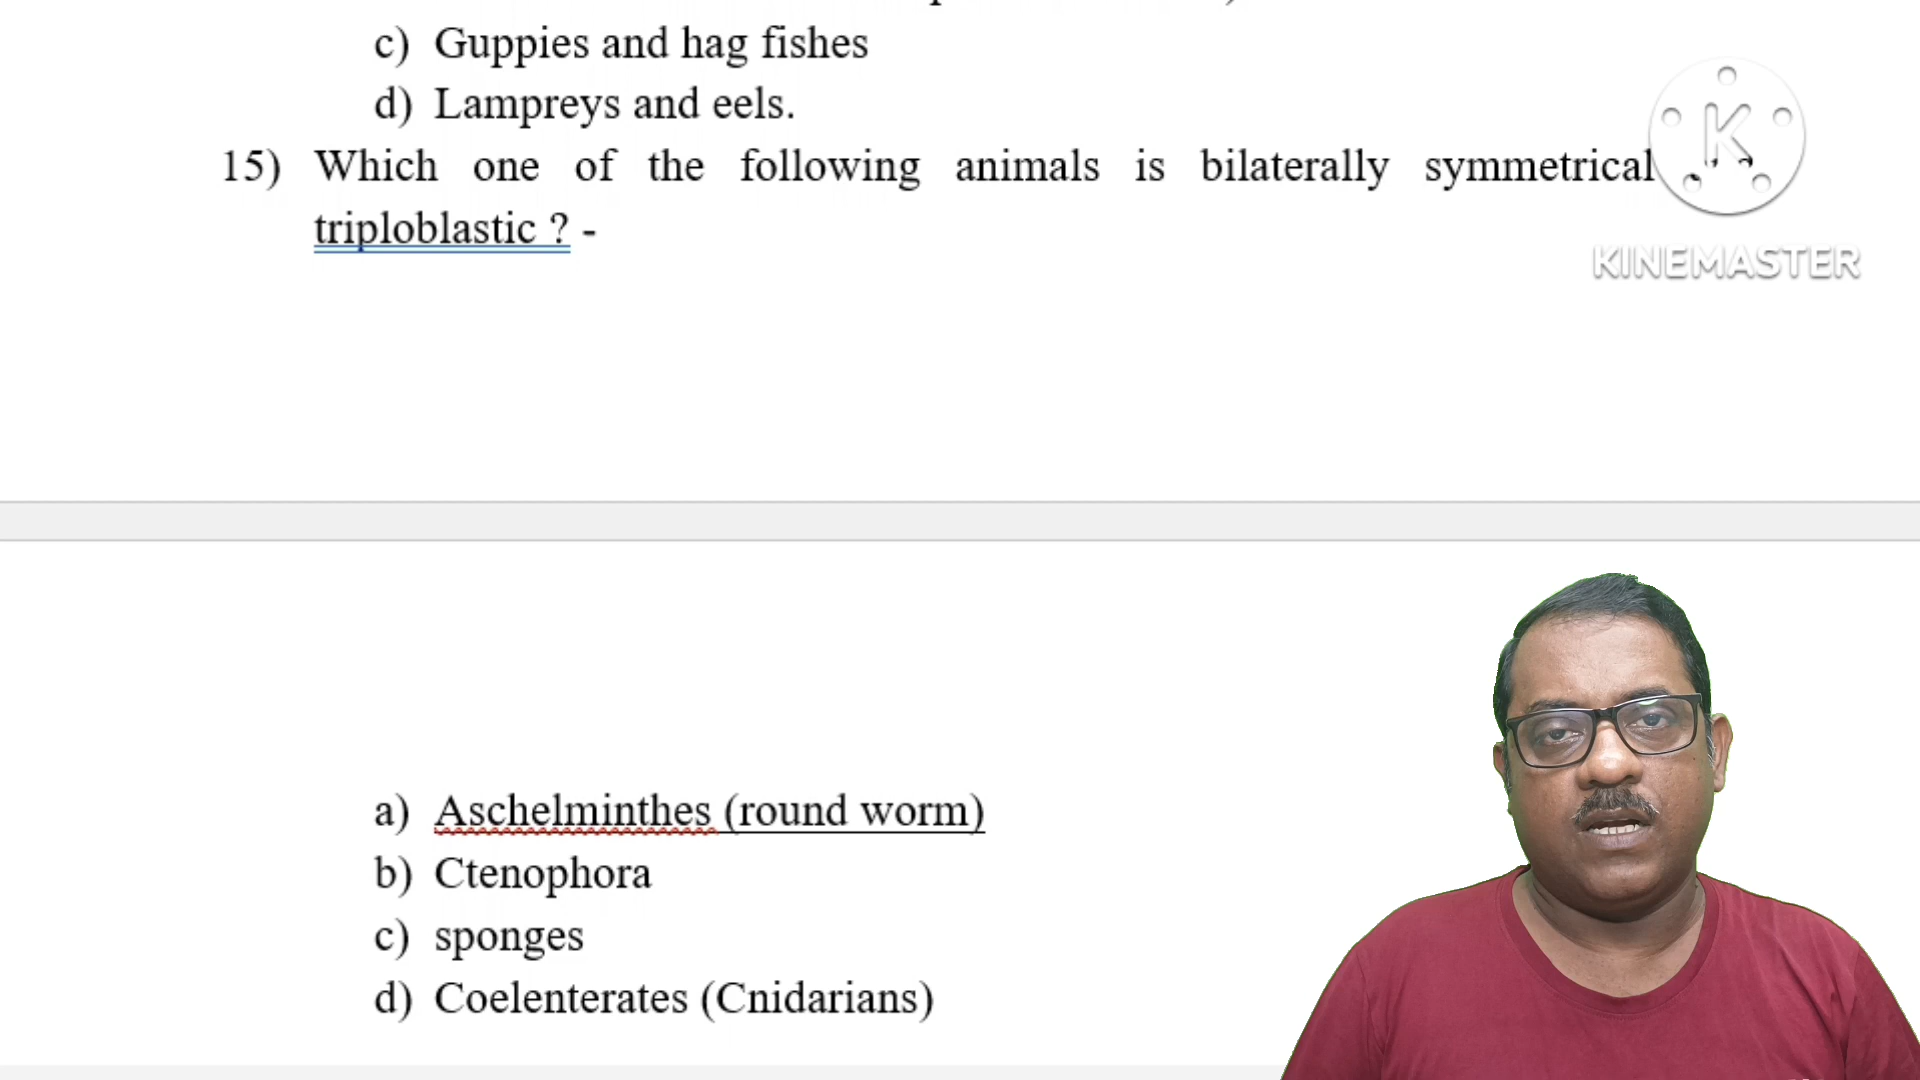 c) Guppies and hag fishes
d) Lampreys and eels.
15) Which one of the following animals is bilaterally symmetrical
triploblastic ? -
K
KINEMASTER
a) Aschelminthes (round worm)
b) Ctenophora
c) sponges
d) Coelenterates (Cnidarians)